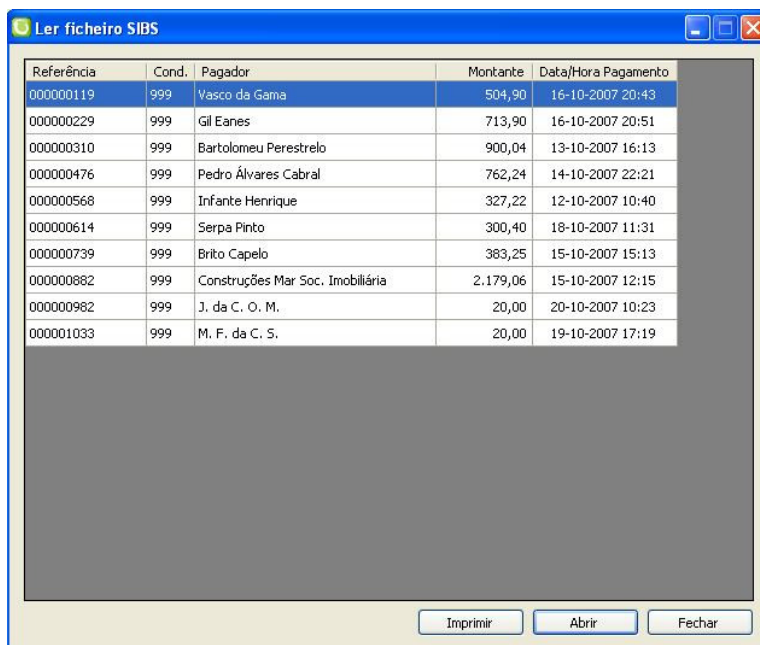 Ler ficheiro SIBS
Referência Cond. Pagador Montante Data/Hora Pagamento
000000119 999 Vasco da Gama 504,90 16-10-2007 20:43
000000229 999 Gil Eanes 713,90 16-10-2007 20:51
000000310 999 Bartolomeu Perestrelo 900,04 13-10-2007 16:13
000000476 999 Pedro Álvares Cabral 762,24 14-10-2007 22:21
000000568 999 Infante Henrique 327,22 12-10-2007 10:40
000000614 999 Serpa Pinto 300,40 18-10-2007 11:31
000000739 999 Brito Capelo 383,25 15-10-2007 15:13
000000882 999 Construções Mar Soc. Imobiliária 2.179,06 15-10-2007 12:15
000000982 999 J. da C. O. M. 20,00 20-10-2007 10:23
000001033 999 M. F. da C. S. 20,00 19-10-2007 17:19
Imprimir Abrir Fechar